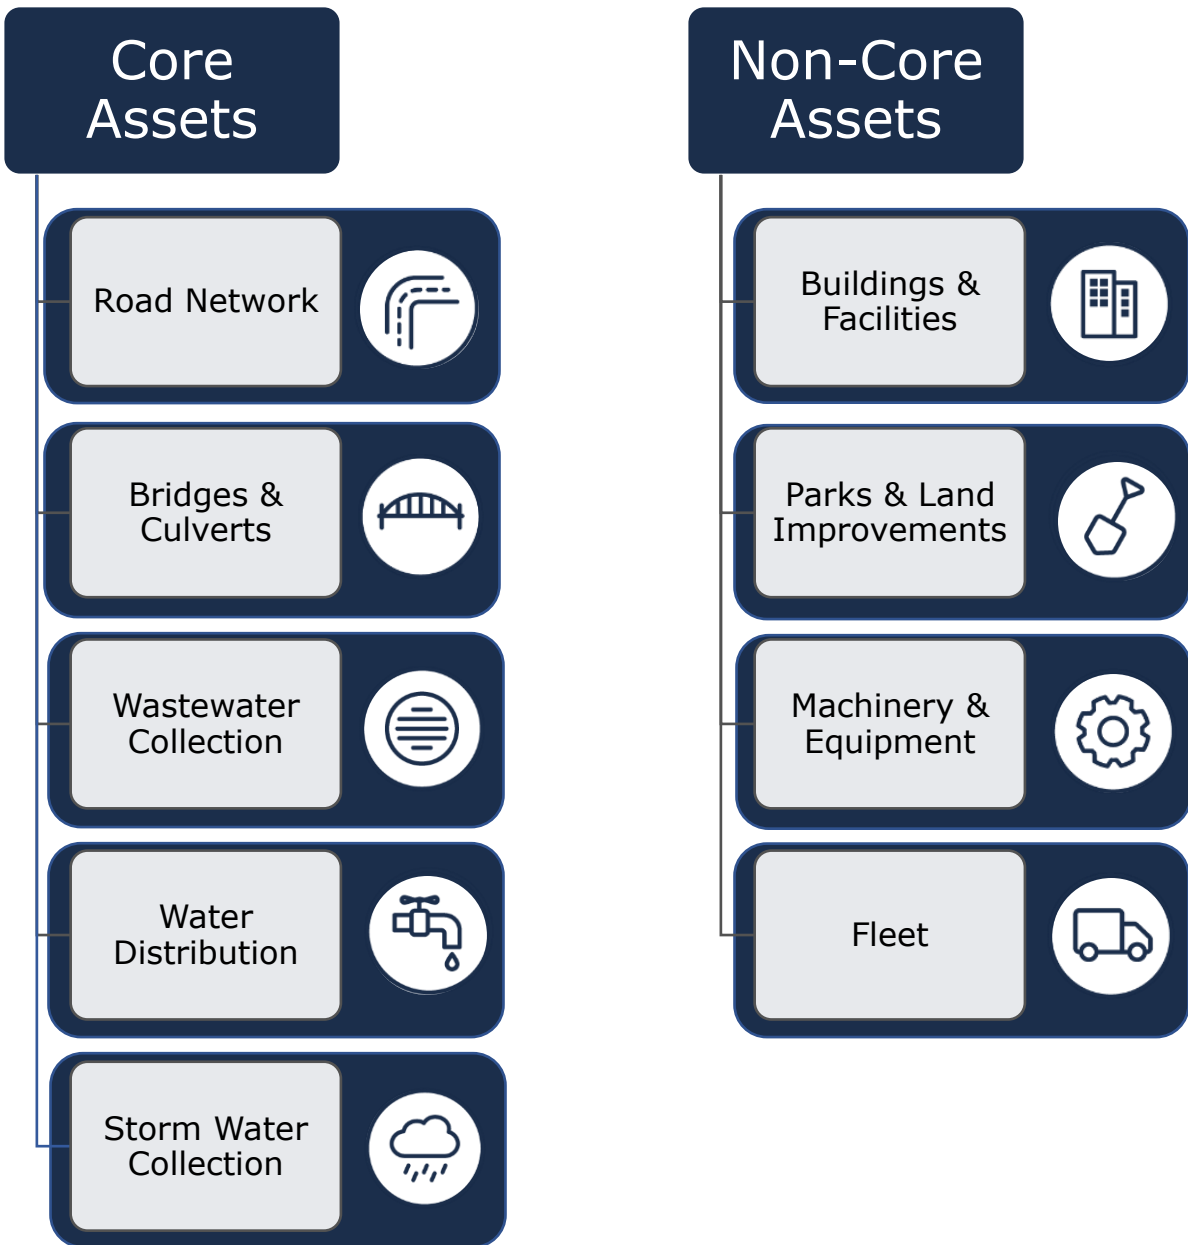 Core
Assets
Road Network
Bridges &
Culverts
Wastewater
Collection
Water
Distribution
Storm Water
Collection
Non-Core
Assets
Buildings &
Facilities
Parks & Land
Improvements
Machinery &
Equipment
Fleet